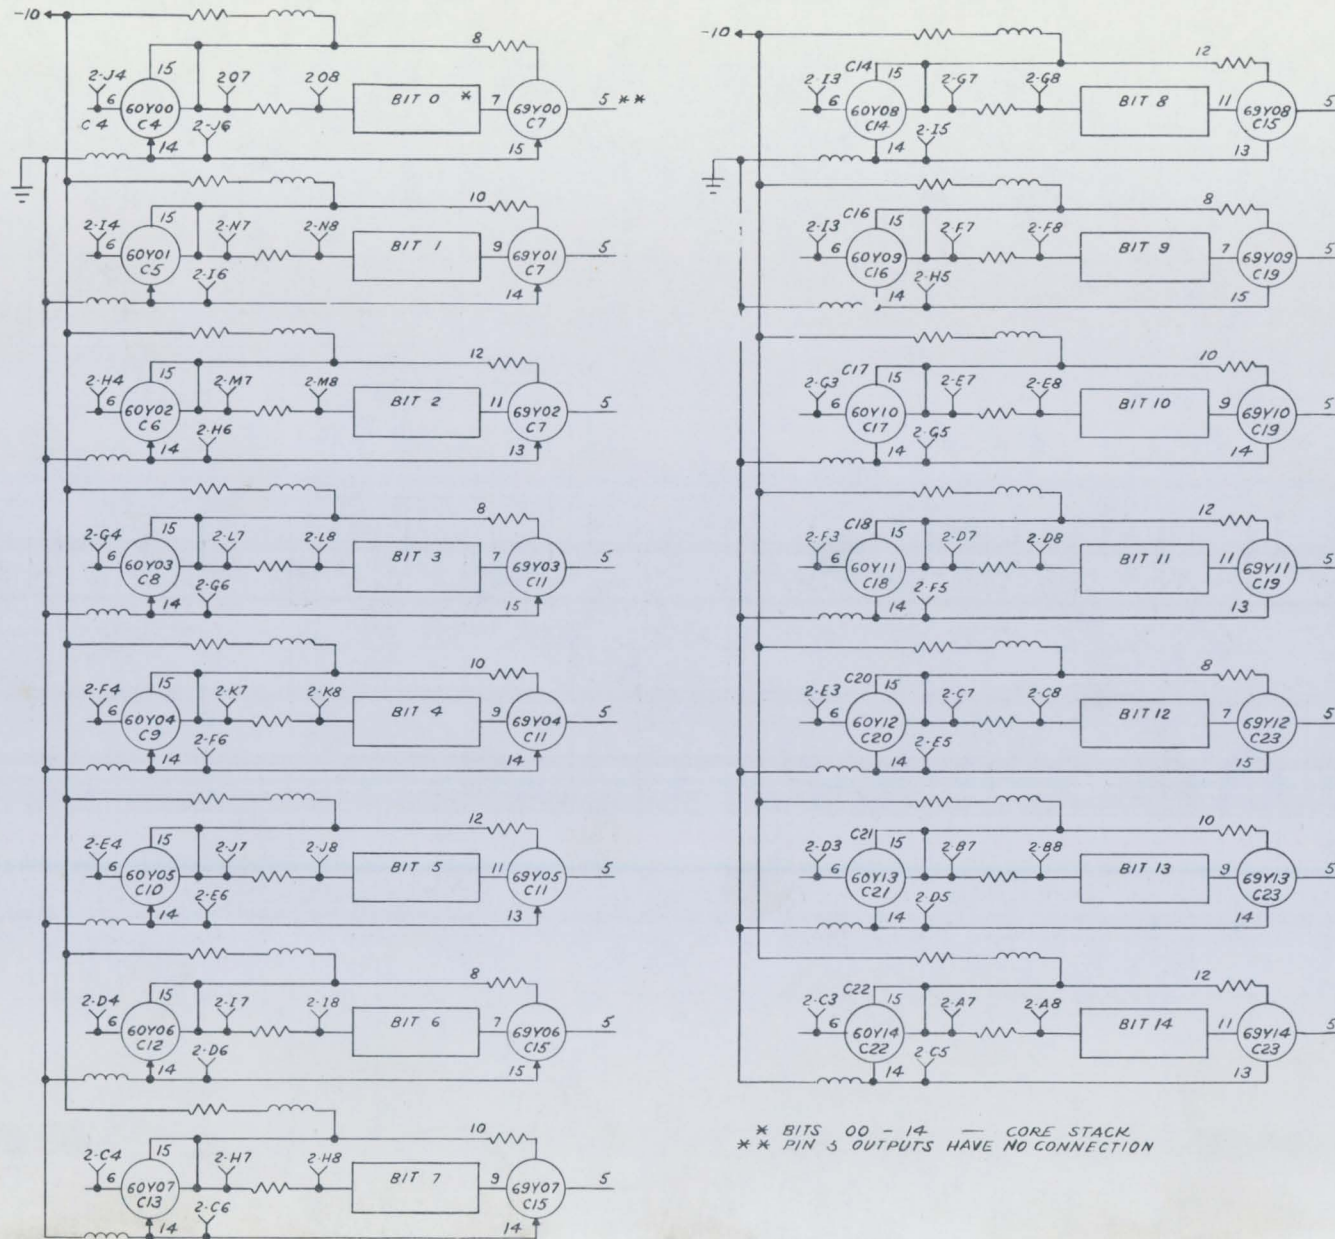 -10
8
2-J4 15 207 208
6 60Y00 BIT 0 * 7 69Y00 5 **
C4 C4 2-J6 C7
14 15
10
2-I4 15 2-N7 2-N8
6 60Y01 BIT 1 9 69Y01 5
C5 2-I6 C7
14 14
12
2-H4 15 2-M7 2-M8
6 60Y02 BIT 2 11 69Y02 5
C6 2-H6 C7
14 13
8
2-G4 15 2-L7 2-L8
6 60Y03 BIT 3 7 69Y03 5
C8 2-G6 C11
14 15
10
2-F4 15 2-K7 2-K8
6 60Y04 BIT 4 9 69Y04 5
C9 2-F6 C11
14 14
12
2-E4 15 2-J7 2-J8
6 60Y05 BIT 5 11 69Y05 5
C10 2-E6 C11
14 13
8
2-D4 15 2-I7 2-I8
6 60Y06 BIT 6 7 69Y06 5
C12 2-D6 C15
14 15
10
2-C4 15 2-H7 2-H8
6 60Y07 BIT 7 9 69Y07 5
C13 2-C6 C15
14 14
-10
12
2-I3 C14 15 2-G7 2-G8
6 60Y08 BIT 8 11 69Y08 5
C14 2-I5 C15
14 13
8
2-I3 C16 15 2-F7 2-F8
6 60Y09 BIT 9 7 69Y09 5
C16 2-H5 C19
14 15
10
2-G3 C17 15 2-E7 2-E8
6 60Y10 BIT 10 9 69Y10 5
C17 2-G5 C19
14 14
12
2-F3 C18 15 2-D7 2-D8
6 60Y11 BIT 11 11 69Y11 5
C18 2-F5 C19
14 13
8
2-E3 C20 15 2-C7 2-C8
6 60Y12 BIT 12 7 69Y12 5
C20 2-E5 C23
14 15
10
2-D3 C21 15 2-B7 2-B8
6 60Y13 BIT 13 9 69Y13 5
C21 2-D5 C23
14 14
12
2-C3 C22 15 2-A7 2-A8
6 60Y14 BIT 14 11 69Y14 5
C22 2-C5 C23
14 13
* BITS 00 - 14 — CORE STACK
** PIN 5 OUTPUTS HAVE NO CONNECTION